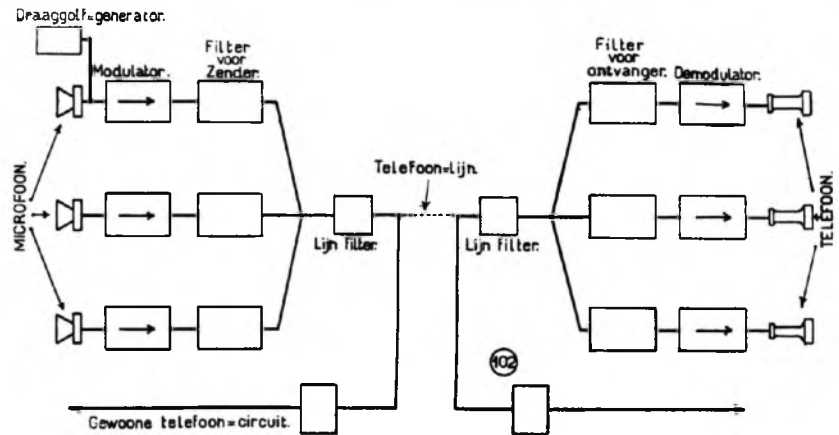 Draaggolf=generator.
Modulator.
Filter
voor
Zender.
MICROFOON.
Lijn filter.
Telefoon=lijn.
Lijn filter.
Filter
voor
ontvanger.
Demodulator.
TELEFOON.
102
Gewoone telefoon=circuit.